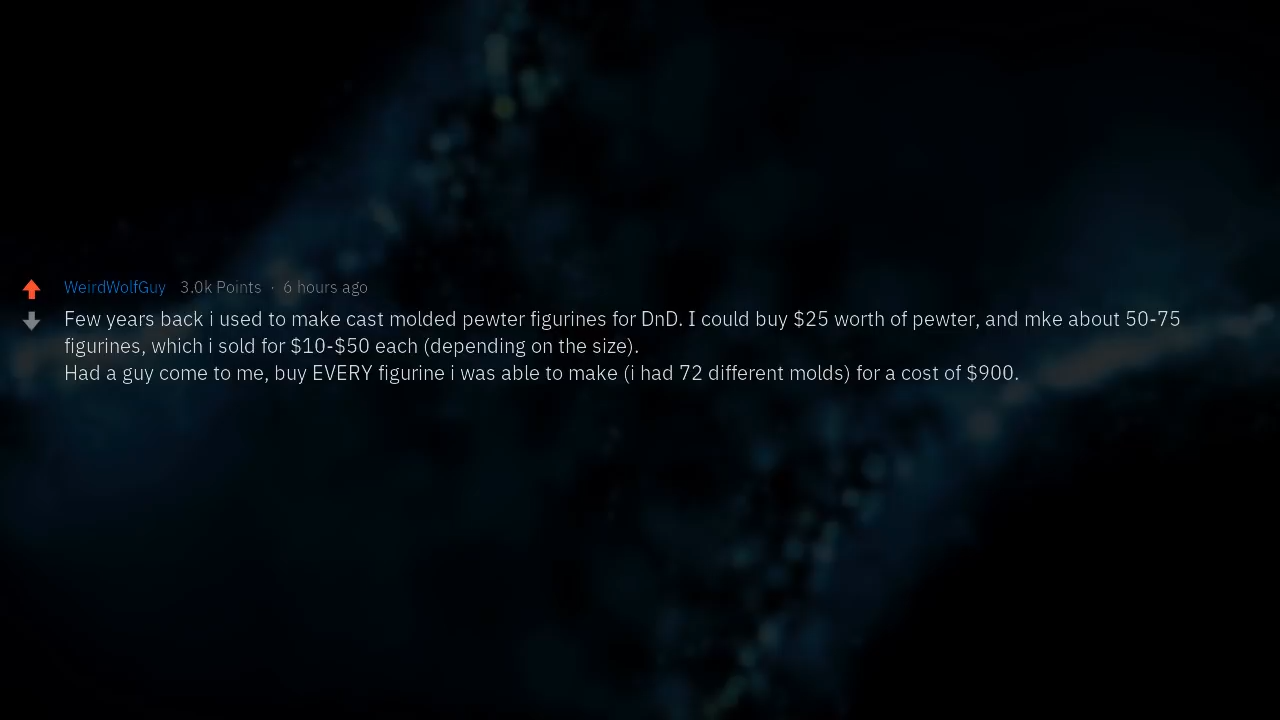 WeirdWolfGuy 3.0k Points · 6 hours ago
Few years back i used to make cast molded pewter figurines for DnD. I could buy $25 worth of pewter, and mke about 50-75
figurines, which i sold for $10-$50 each (depending on the size).
Had a guy come to me, buy EVERY figurine i was able to make (i had 72 different molds) for a cost of $900.